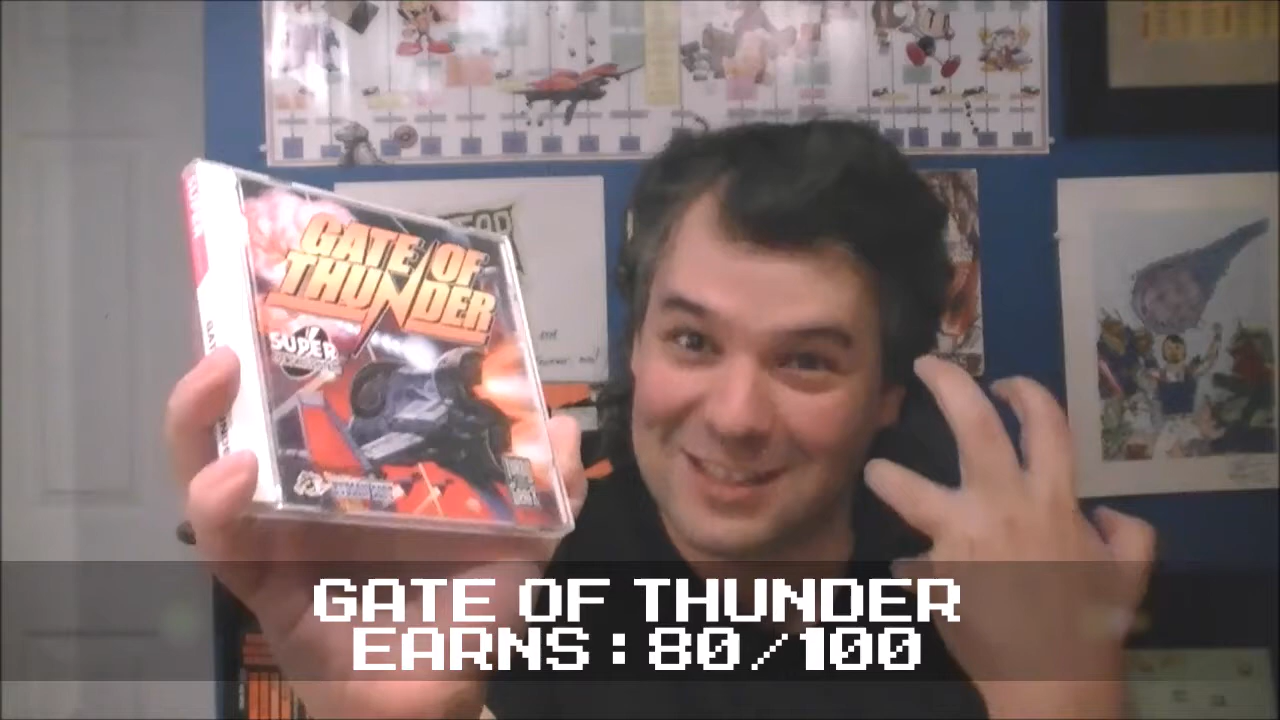 GATE OF
THUNDER
SUPER
GATE OF THUNDER
EARNS:80/100